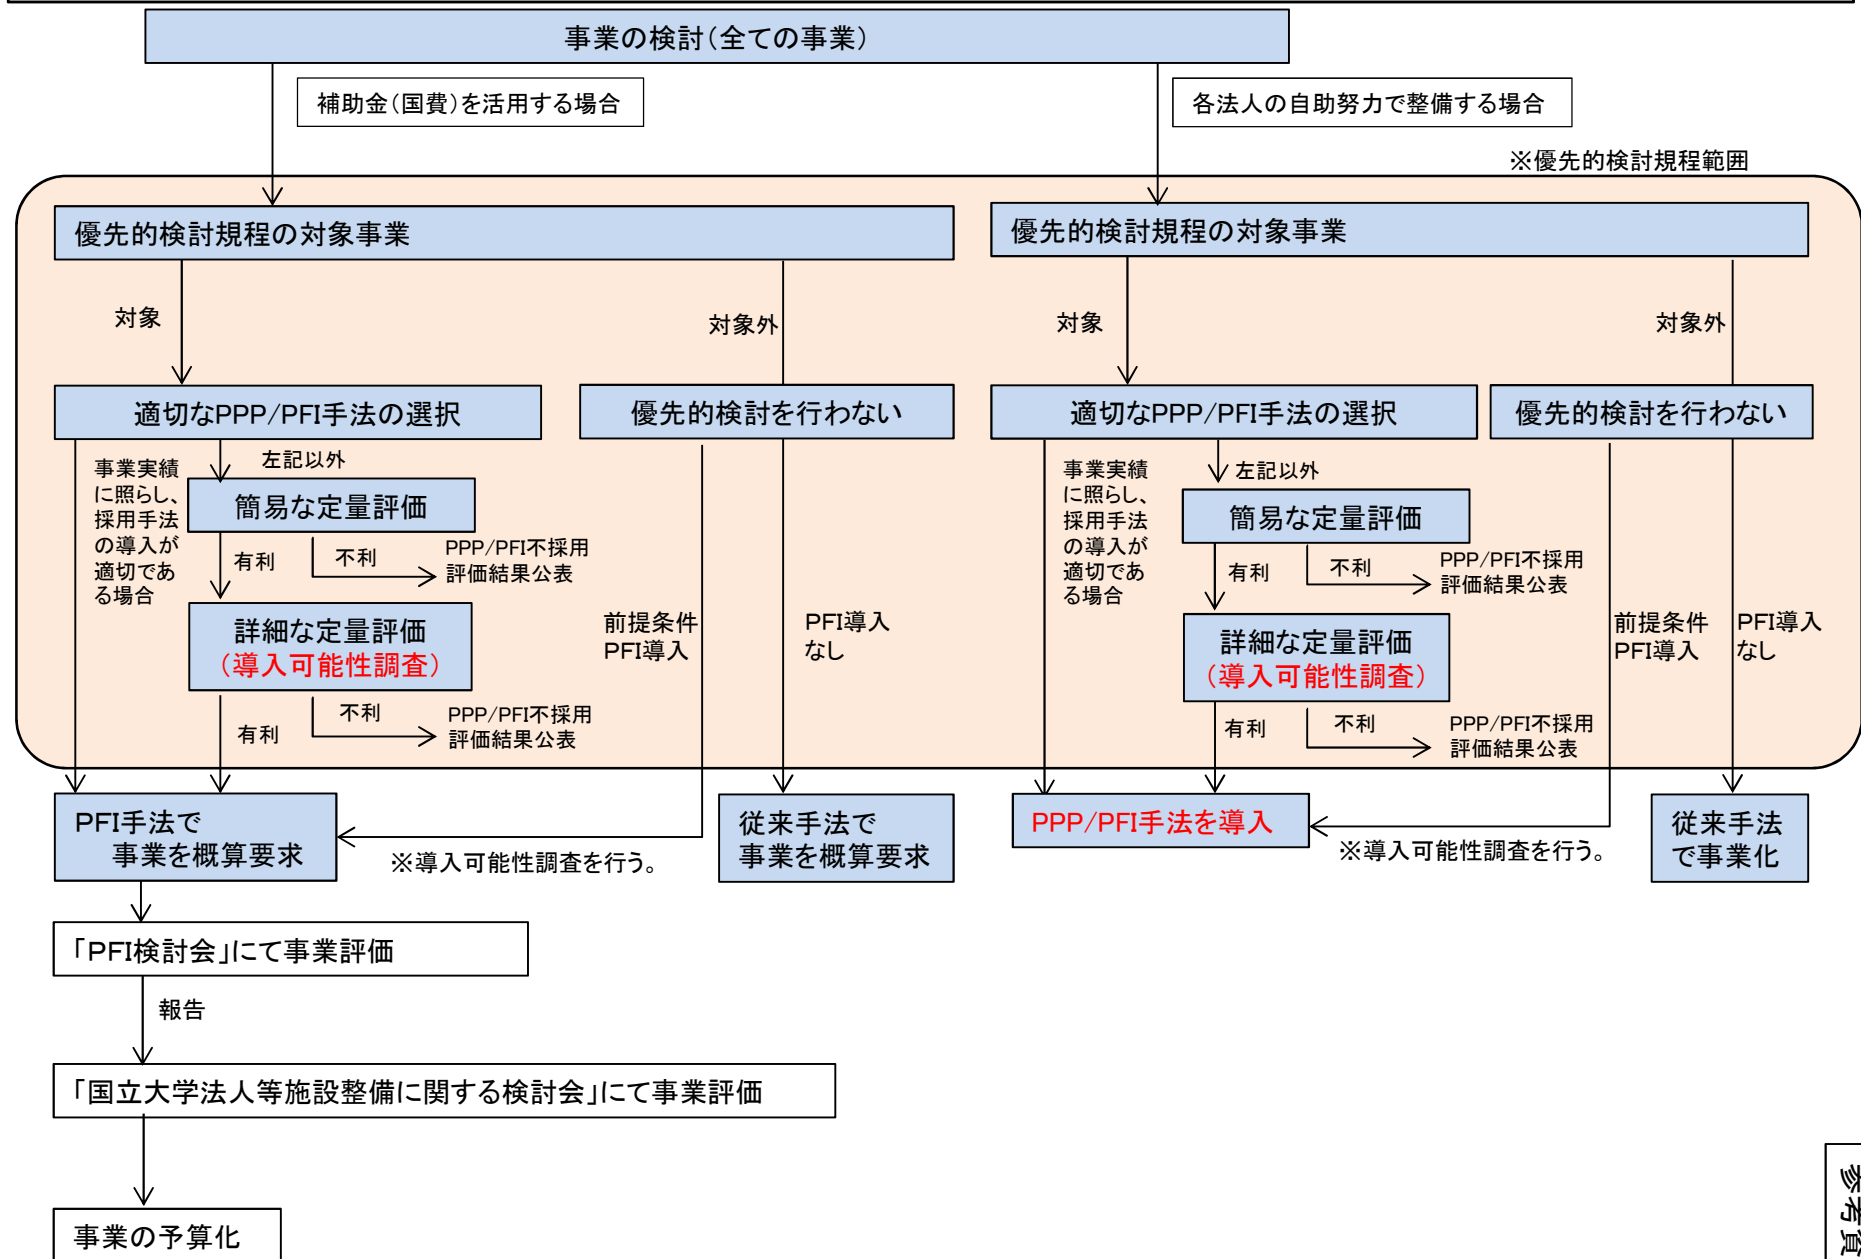 事業の検討(全ての事業)
補助金(国費)を活用する場合
各法人の自助努力で整備する場合
※優先的検討規程範囲
優先的検討規程の対象事業
対象
対象外
適切なPPP/PFI手法の選択
優先的検討を行わない
事業実績
に照らし、
採用手法
の導入が
適切であ
る場合
左記以外
簡易な定量評価
有利
不利
PPP/PFI不採用
評価結果公表
詳細な定量評価
(導入可能性調査)
有利
不利
PPP/PFI不採用
評価結果公表
前提条件
PFI導入
PFI導入
なし
PFI手法で
事業を概算要求
※導入可能性調査を行う。
従来手法で
事業を概算要求
優先的検討規程の対象事業
対象
対象外
適切なPPP/PFI手法の選択
優先的検討を行わない
事業実績
に照らし、
採用手法
の導入が
適切であ
る場合
左記以外
簡易な定量評価
有利
不利
PPP/PFI不採用
評価結果公表
詳細な定量評価
(導入可能性調査)
有利
不利
PPP/PFI不採用
評価結果公表
前提条件
PFI導入
PFI導入
なし
PPP/PFI手法を導入
※導入可能性調査を行う。
従来手法
で事業化
「PFI検討会」にて事業評価
報告
「国立大学法人等施設整備に関する検討会」にて事業評価
事業の予算化
参考資